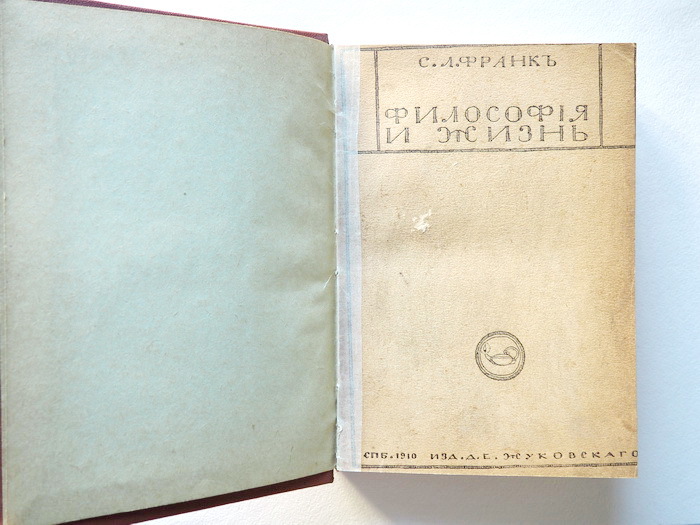 С. Л. ФРАНКЪ
ФИЛОСОФІЯ
И ЖИЗНЬ
СПБ. 1910 ИЗД. Д. Е. ЖУКОВСКАГО